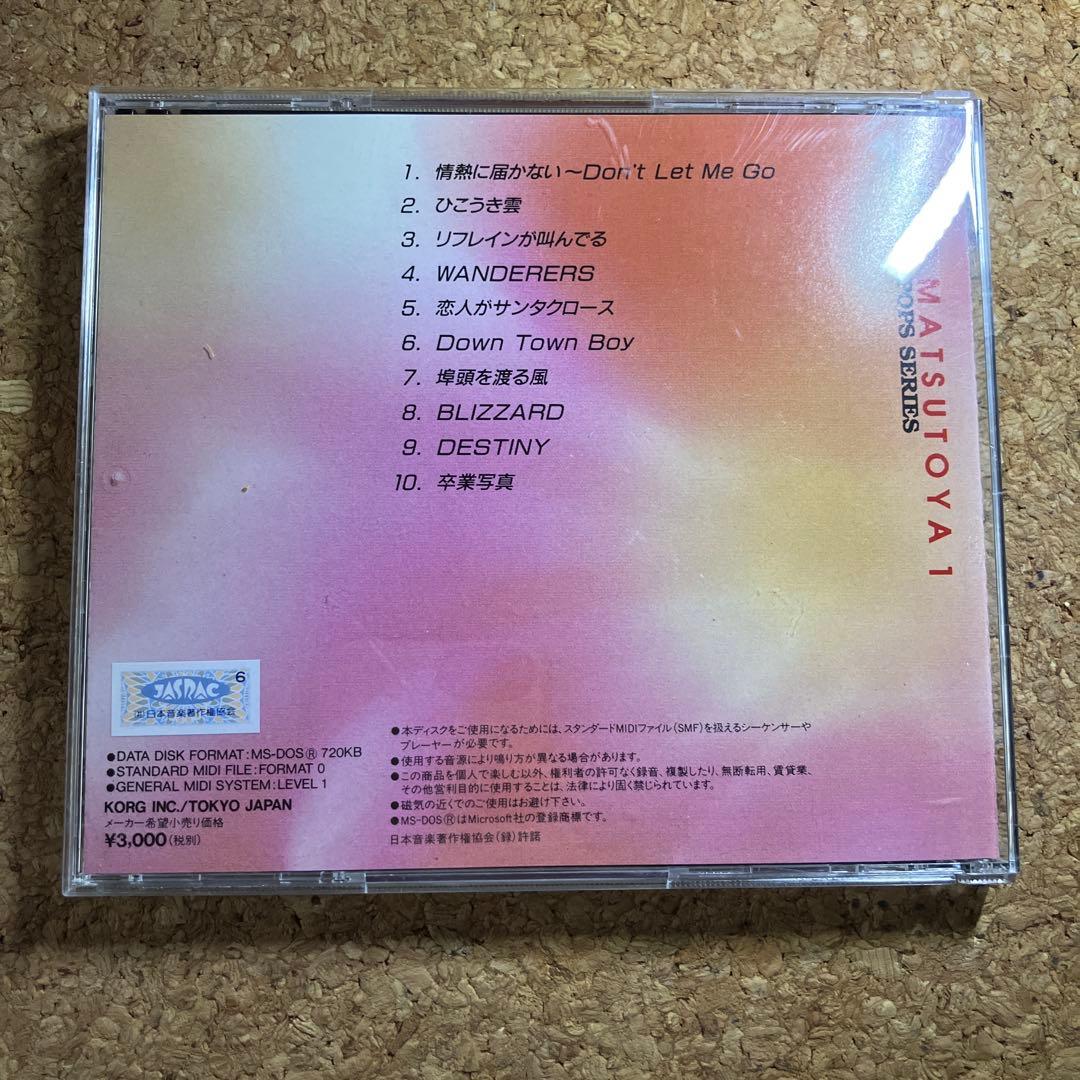 1. 情熱に届かない～Don't Let Me Go
2. ひこうき雲
3. リフレインが叫んでる
4. WANDERERS
5. 恋人がサンタクロース
6. Down Town Boy
7. 埠頭を渡る風
8. BLIZZARD
9. DESTINY
10. 卒業写真
MATSUTOYA 1
POPS SERIES
6
JASRAC
●DATA DISK FORMAT:MS-DOS® 720KB
●STANDARD MIDI FILE:FORMAT 0
●GENERAL MIDI SYSTEM:LEVEL 1
KORG INC./TOKYO JAPAN
メーカー希望小売り価格
¥3,000(税別)
●本ディスクをご使用になるためには、スタンダードMIDIファイル(SMF)を扱えるシーケンサーや
プレーヤーが必要です。
●使用する音源により鳴り方が異なる場合があります。
●この商品を個人で楽しむ以外、権利者の許可なく録音、複製したり、無断転用、賃貸業、
その他営利目的に使用することは、法律により固く禁じられています。
●磁気の近くでのご使用はお避け下さい。
●MS-DOS®はMicrosoft社の登録商標です。
日本音楽著作権協会(録)許諾